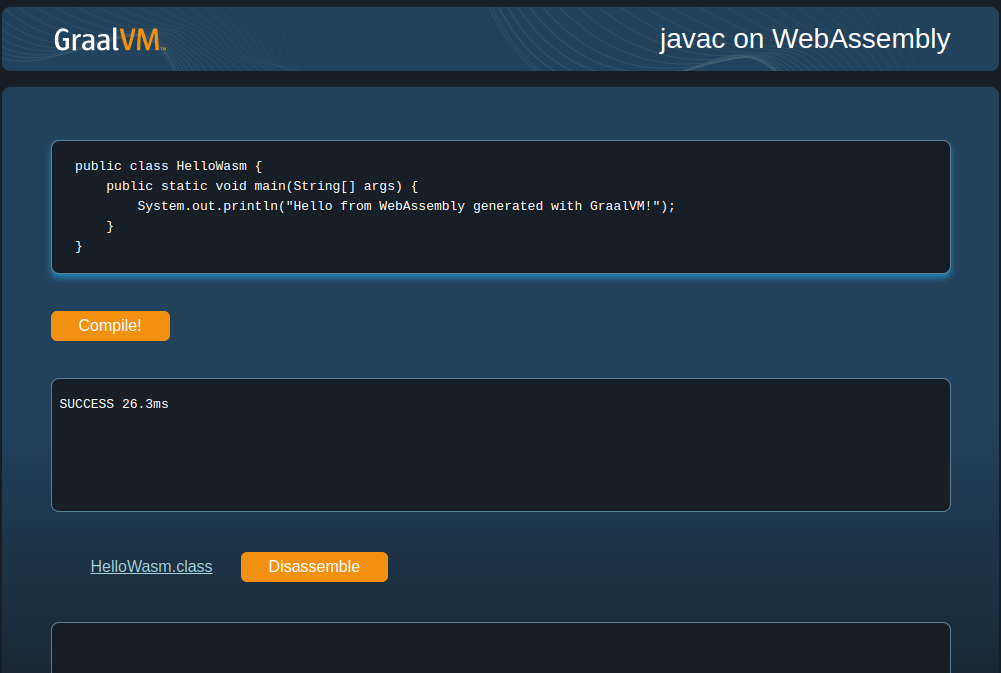 GraalVM™
javac on WebAssembly
public class HelloWasm {
    public static void main(String[] args) {
        System.out.println("Hello from WebAssembly generated with GraalVM!");
    }
}
Compile!
SUCCESS 26.3ms
HelloWasm.class
Disassemble